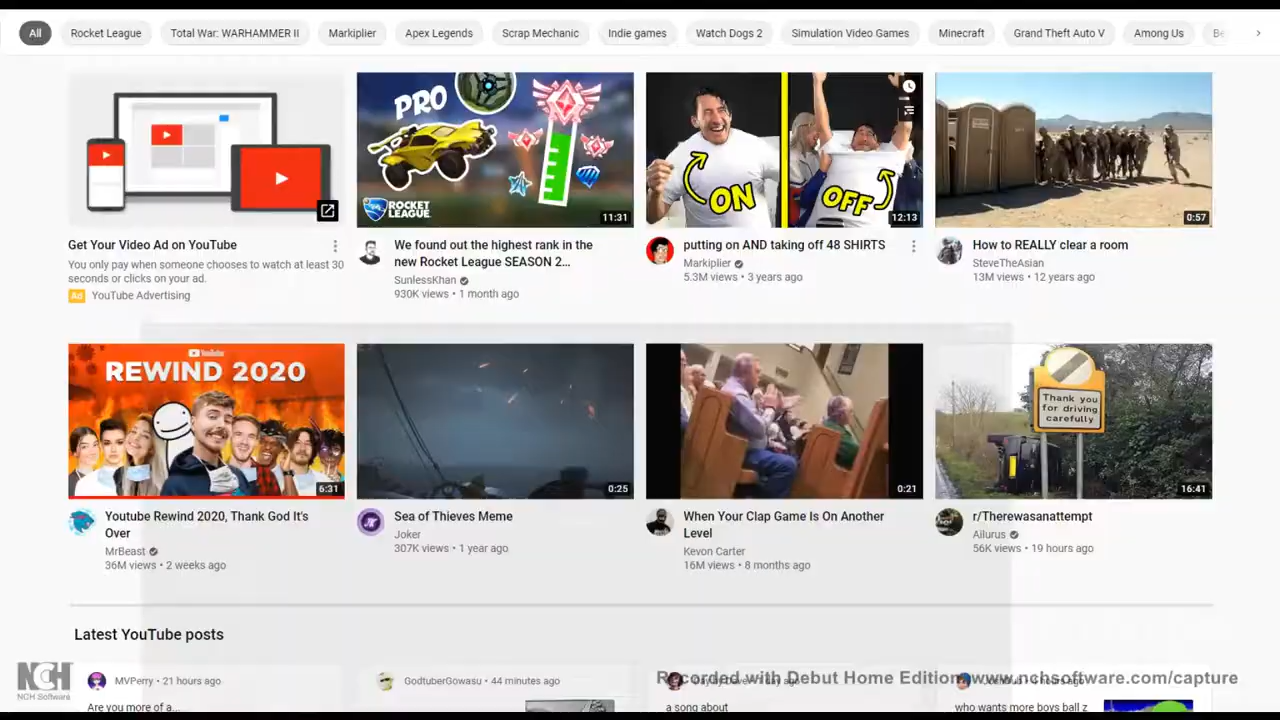 All
Rocket League
Total War: WARHAMMER II
Markiplier
Apex Legends
Scrap Mechanic
Indie games
Watch Dogs 2
Simulation Video Games
Minecraft
Grand Theft Auto V
Among Us
Be
PRO
ROCKET
LEAGUE
11:31
ON
OFF
12:13
0:57
Get Your Video Ad on YouTube
You only pay when someone chooses to watch at least 30
seconds or clicks on your ad.
Ad YouTube Advertising
We found out the highest rank in the
new Rocket League SEASON 2...
SunlessKhan
930K views • 1 month ago
putting on AND taking off 48 SHIRTS
Markiplier
5.3M views • 3 years ago
How to REALLY clear a room
SteveTheAsian
13M views • 12 years ago
YouTube
REWIND 2020
6:31
0:25
0:21
Thank you
for driving
carefully
16:41
Youtube Rewind 2020, Thank God It's
Over
MrBeast
36M views • 2 weeks ago
Sea of Thieves Meme
Joker
307K views • 1 year ago
When Your Clap Game Is On Another
Level
Kevon Carter
16M views • 8 months ago
r/Therewasanattempt
Ailurus
56K views • 19 hours ago
Latest YouTube posts
NCH
NCH Software
MVPerry • 21 hours ago
GodtuberGowasu • 44 minutes ago
Recorded with Debut Home Edition www.nchsoftware.com/capture
Are you more of a...
a song about
who wants more boys ball z